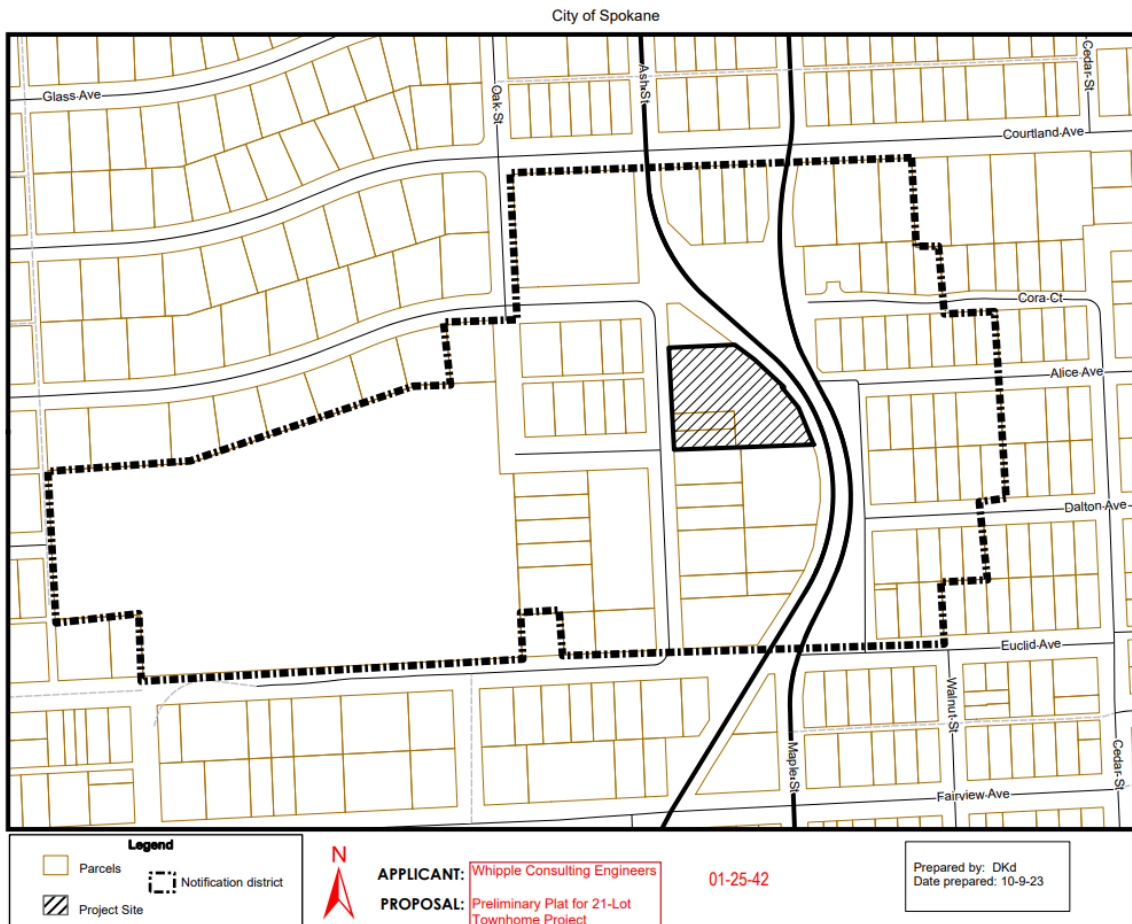 City of Spokane
Glass Ave
Oak St
Ash St
Cedar St
Courtland Ave
Cora Ct
Alice Ave
Dalton Ave
Euclid Ave
Walnut St
Maple St
Cedar St
Fairview Ave
Legend
Parcels
Notification district
Project Site
N
APPLICANT: Whipple Consulting Engineers
PROPOSAL: Preliminary Plat for 21-Lot
Townhome Project
01-25-42
Prepared by: DKd
Date prepared: 10-9-23